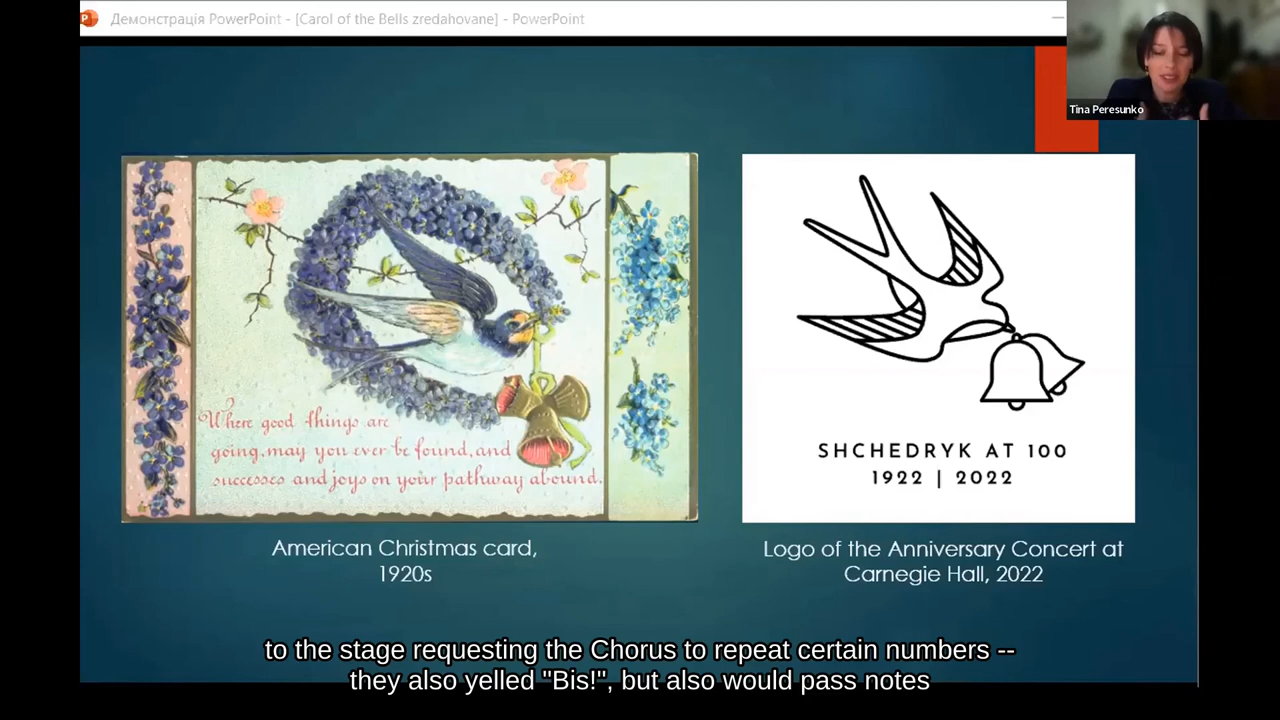 Демонстрація PowerPoint - [Carol of the Bells zredahovane] - PowerPoint
Tina Peresunko
Where good things are
going, may you ever be found, and
successes and joys on your pathway abound.
SHCHEDRYK AT 100
1922 | 2022
American Christmas card,
1920s
Logo of the Anniversary Concert at
Carnegie Hall, 2022
to the stage requesting the Chorus to repeat certain numbers --
they also yelled "Bis!", but also would pass notes